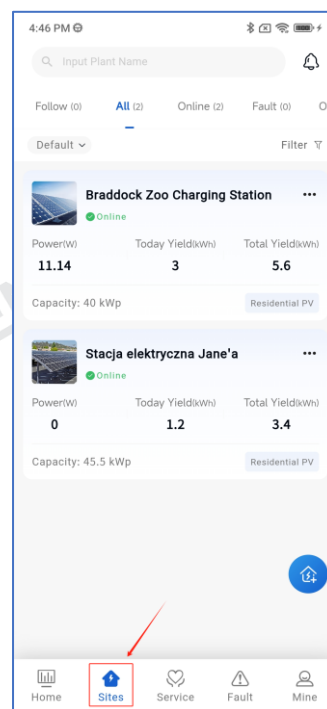 4:46 PM
Input Plant Name
Follow (0) All (2) Online (2) Fault (0) O
Default Filter
Braddock Zoo Charging Station
Online
Power(W) Today Yield(kWh) Total Yield(kWh)
11.14 3 5.6
Capacity: 40 kWp Residential PV
Stacja elektryczna Jane'a
Online
Power(W) Today Yield(kWh) Total Yield(kWh)
0 1.2 3.4
Capacity: 45.5 kWp Residential PV
Home Sites Service Fault Mine